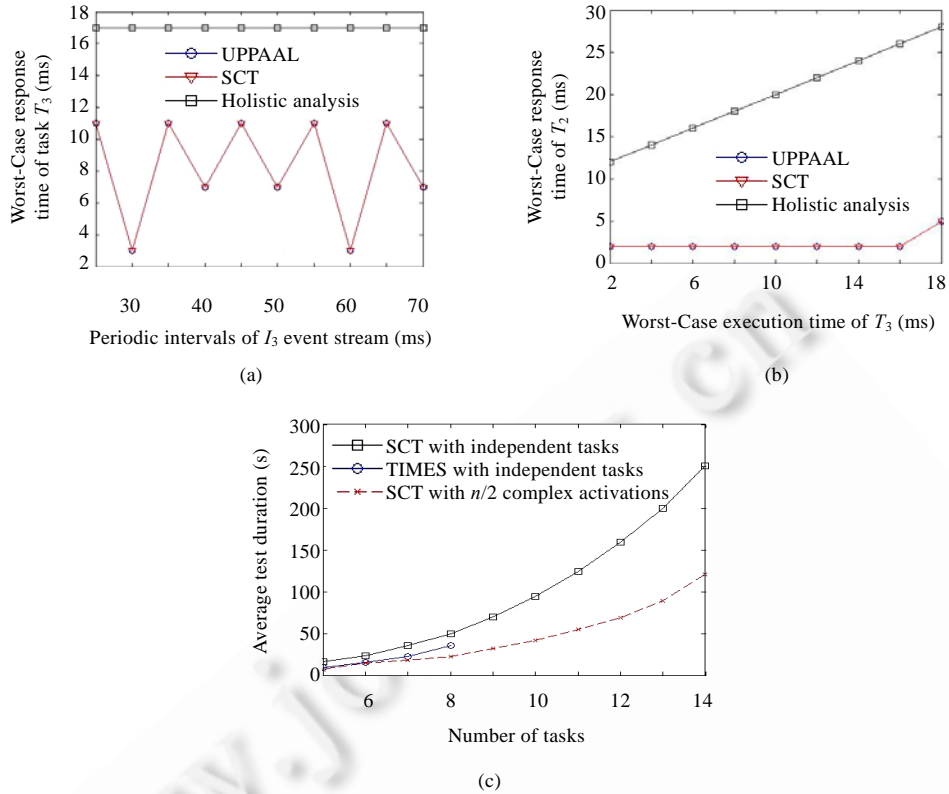 18
16
14
12
10
8
6
4
2
Worst-Case response
time of task T3 (ms)
UPPAAL
SCT
Holistic analysis
30 40 50 60 70
Periodic intervals of I3 event stream (ms)
(a)
30
25
20
15
10
5
0
Worst-Case response
time of T2 (ms)
UPPAAL
SCT
Holistic analysis
2 6 10 14 18
Worst-Case execution time of T3 (ms)
(b)
300
250
200
150
100
50
0
Average test duration (s)
SCT with independent tasks
TIMES with independent tasks
SCT with n/2 complex activations
6 8 10 12 14
Number of tasks
(c)